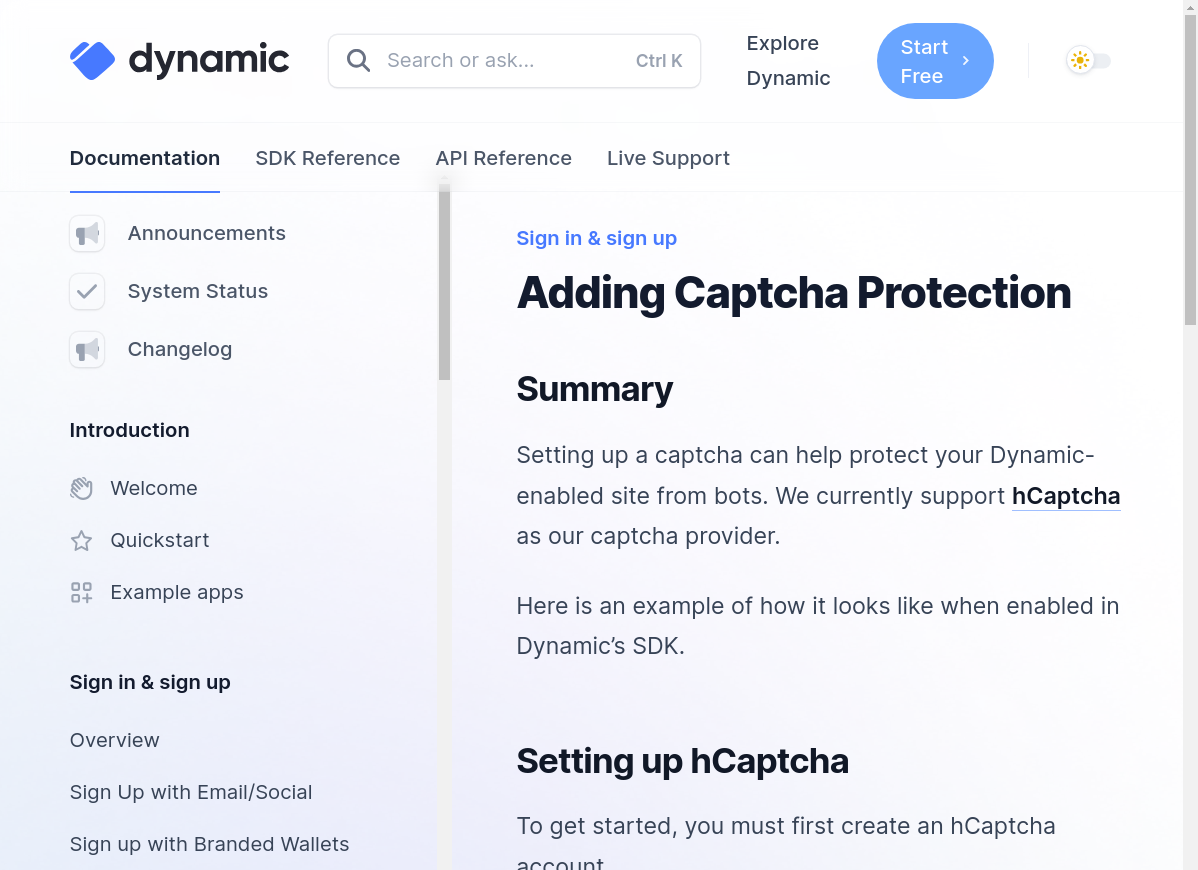 dynamic
Search or ask...
Ctrl K
Explore
Dynamic
Start
Free
Documentation
SDK Reference
API Reference
Live Support
Announcements
System Status
Changelog
Introduction
Welcome
Quickstart
Example apps
Sign in & sign up
Overview
Sign Up with Email/Social
Sign up with Branded Wallets
Sign in & sign up
Adding Captcha Protection
Summary
Setting up a captcha can help protect your Dynamic-
enabled site from bots. We currently support hCaptcha
as our captcha provider.
Here is an example of how it looks like when enabled in
Dynamic’s SDK.
Setting up hCaptcha
To get started, you must first create an hCaptcha
account.